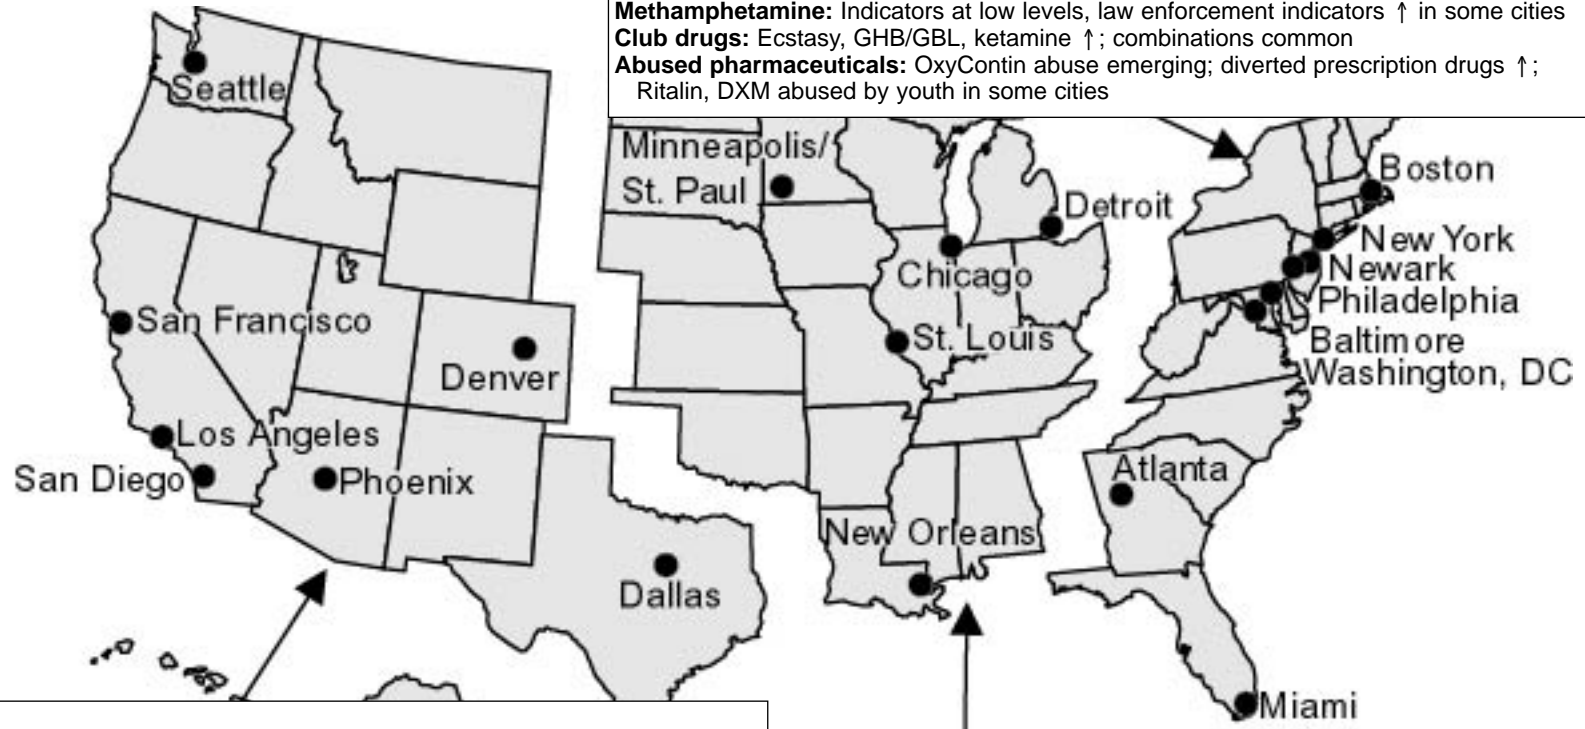 Methamphetamine: Indicators at low levels, law enforcement indicators ↑ in some cities
Club drugs: Ecstasy, GHB/GBL, ketamine ↑; combinations common
Abused pharmaceuticals: OxyContin abuse emerging; diverted prescription drugs ↑;
Ritalin, DXM abused by youth in some cities
Seattle
Minneapolis/
St. Paul
Boston
Detroit
New York
Chicago
Newark
Philadelphia
San Francisco
St. Louis
Baltimore
Denver
Washington, DC
Los Angeles
San Diego
Phoenix
Atlanta
New Orleans
Dallas
Miami